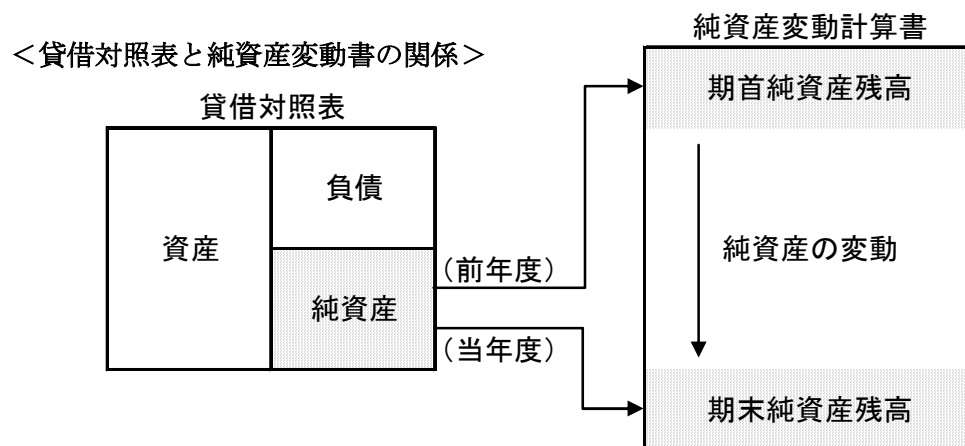 ＜貸借対照表と純資産変動書の関係＞
貸借対照表
資産
負債
純資産
（前年度）
（当年度）
純資産変動計算書
期首純資産残高
純資産の変動
期末純資産残高